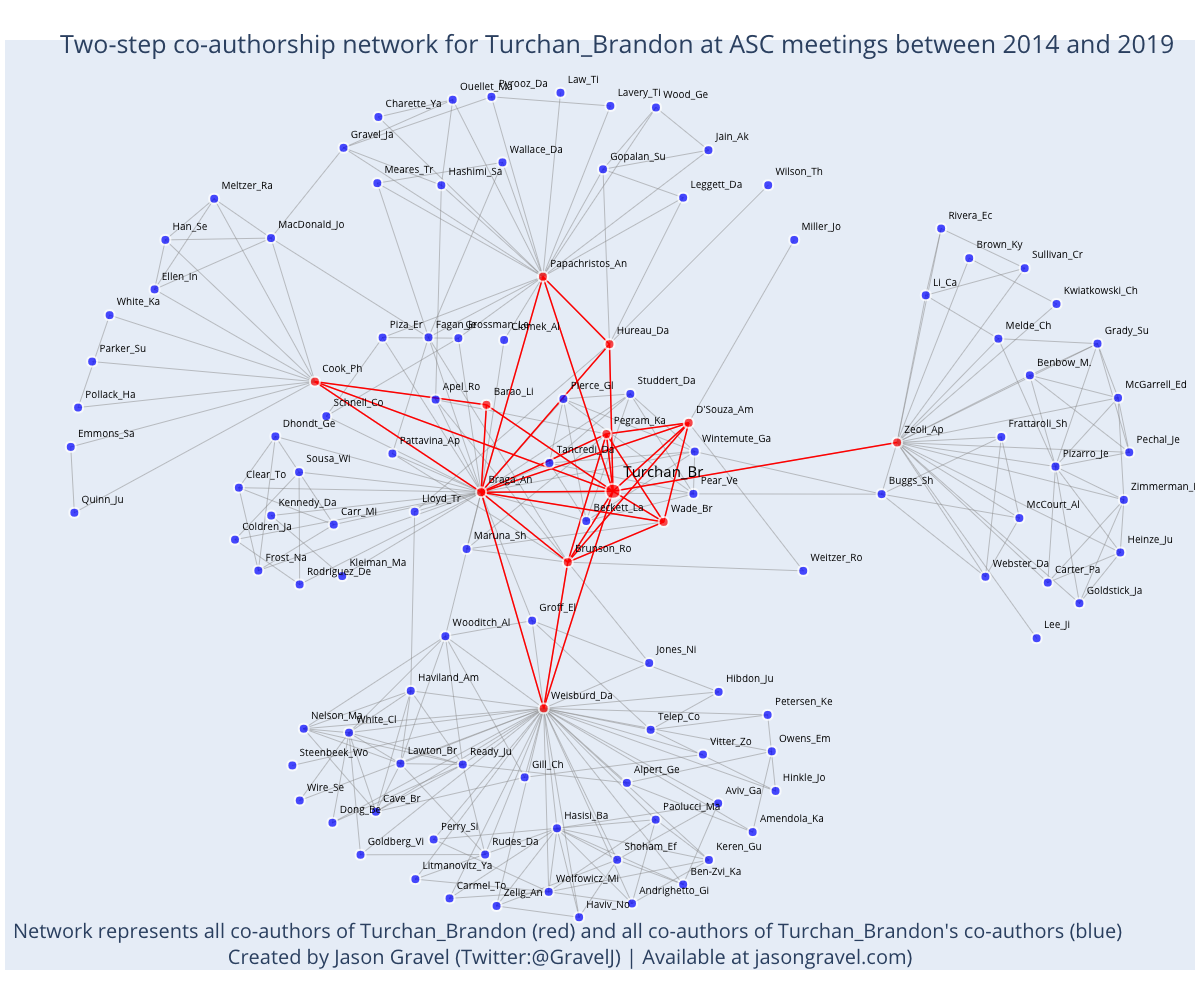 Two-step co-authorship network for Turchan_Brandon at ASC meetings between 2014 and 2019
Law_Ti
Ouellet_Ma
Pyrooz_Da
Lavery_Ti
Wood_Ge
Charette_Ya
Gravel_Ja
Jain_Ak
Wallace_Da
Gopalan_Su
Meares_Tr
Hashimi_Sa
Wilson_Th
Meltzer_Ra
Leggett_Da
Rivera_Ec
Han_Se
MacDonald_Jo
Miller_Jo
Brown_Ky
Sullivan_Cr
Papachristos_An
Ellen_In
Li_Ca
Kwiatkowski_Ch
White_Ka
Piza_Er
Fagan_Je
Grossman_Le
Hureau_Da
Melde_Ch
Grady_Su
Parker_Su
Cook_Ph
Benbow_M.
Pollack_Ha
Schnell_Co
Apel_Ro
Barao_Li
Pierce_Gl
Studdert_Da
McGarrell_Ed
D'Souza_Am
Emmons_Sa
Dhondt_Ge
Pattavina_Ap
Pegram_Ka
Wintemute_Ga
Zeoli_Ap
Frattaroli_Sh
Pechal_Je
Tancredi_Da
Pizarro_Je
Clear_To
Sousa_Wi
Braga_An
Turchan_Br
Pear_Ve
Buggs_Sh
Zimmerman_
Quinn_Ju
Kennedy_Da
Carr_Mi
Lloyd_Tr
Beckett_La
Wade_Br
McCourt_Al
Coldren_Ja
Maruna_Sh
Brunson_Ro
Heinze_Ju
Frost_Na
Rodriguez_De
Kleiman_Ma
Weitzer_Ro
Webster_Da
Carter_Pa
Goldstick_Ja
Wooditch_Al
Groff_El
Lee_Ji
Jones_Ni
Haviland_Am
Weisburd_Da
Hibdon_Ju
Petersen_Ke
Nelson_Ma
White_Cl
Telep_Co
Steenbeek_Wo
Lawton_Br
Ready_Ju
Vitter_Zo
Owens_Em
Gill_Ch
Alpert_Ge
Wire_Se
Cave_Br
Aviv_Ga
Hinkle_Jo
Dong_Be
Perry_Si
Hasisi_Ba
Paolucci_Ma
Amendola_Ka
Goldberg_Vi
Rudes_Da
Shoham_Ef
Keren_Gu
Litmanovitz_Ya
Wolfowicz_Mi
Ben-Zvi_Ka
Carmel_To
Zelig_An
Haviv_No
Andrighetto_Gi
Network represents all co-authors of Turchan_Brandon (red) and all co-authors of Turchan_Brandon's co-authors (blue)
Created by Jason Gravel (Twitter:@GravelJ) | Available at jasongravel.com)